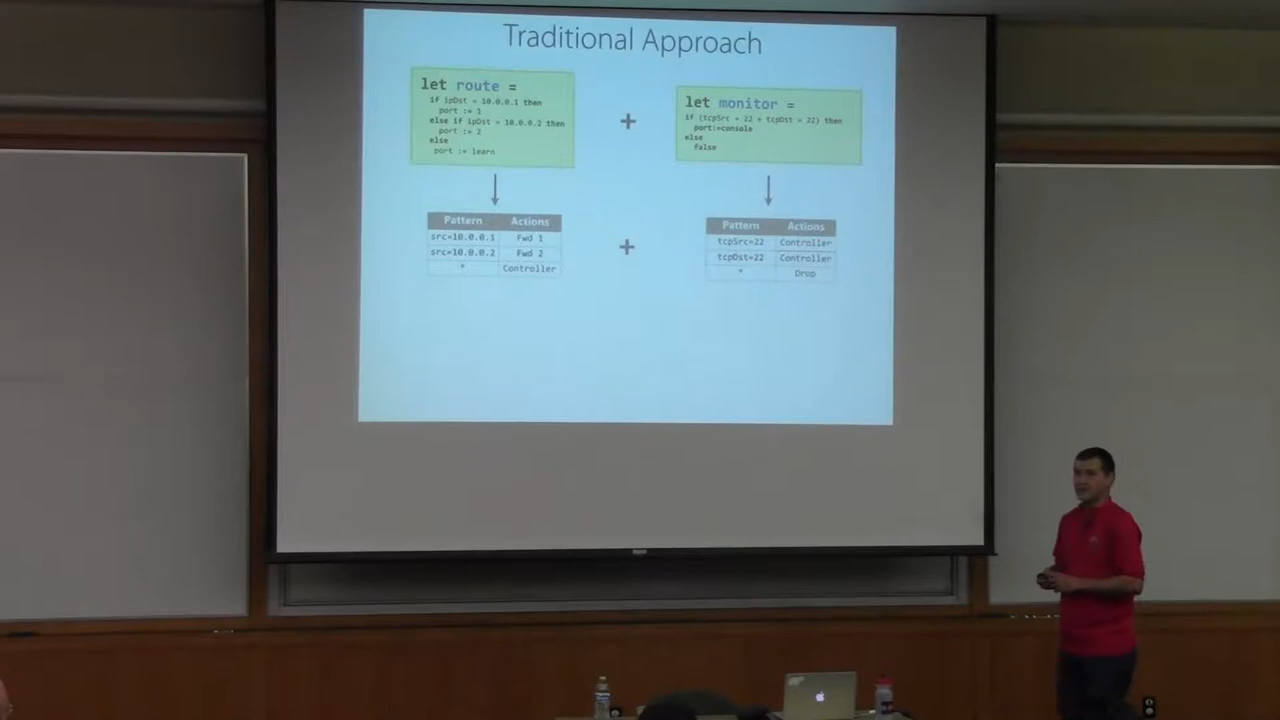 Traditional Approach
let route =
if ipDst = 10.0.0.1 then
port := 1
else if ipDst = 10.0.0.2 then
port := 2
else
port := learn
+
let monitor =
if (tcpSrc = 22 + tcpDst = 22) then
port:=console
else
false
Pattern Actions
src=10.0.0.1 Fwd 1
src=10.0.0.2 Fwd 2
* Controller
+
Pattern Actions
tcpSrc=22 Controller
tcpDst=22 Controller
* Drop